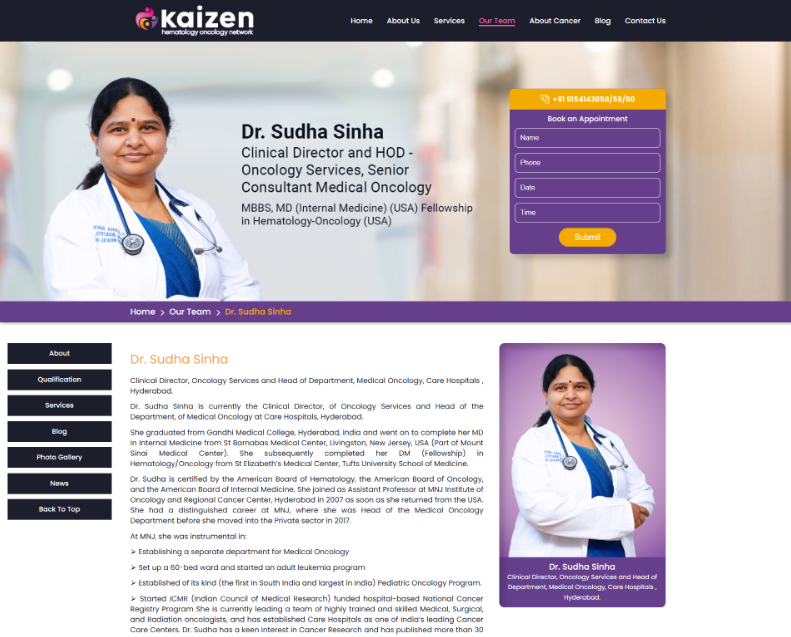 kaizen
hematology oncology network
Home About Us Services Our Team About Cancer Blog Contact Us
Dr. Sudha Sinha
Clinical Director and HOD -
Oncology Services, Senior
Consultant Medical Oncology
MBBS, MD (Internal Medicine) (USA) Fellowship
in Hematology-Oncology (USA)
+91 9154143858/59/60
Book an Appointment
Name
Phone
Date
Time
Submit
Home > Our Team > Dr. Sudha Sinha
About
Qualification
Services
Blog
Photo Gallery
News
Back To Top
Dr. Sudha Sinha
Clinical Director, Oncology Services and Head of Department, Medical Oncology, Care Hospitals ,
Hyderabad.
Dr. Sudha Sinha is currently the Clinical Director, of Oncology Services and Head of the
Department, of Medical Oncology at Care Hospitals, Hyderabad.
She graduated from Gandhi Medical College, Hyderabad, India and went on to complete her MD
in Internal Medicine from St Barnabas Medical Center, Livingston, New Jersey, USA (Part of Mount
Sinai Medical Center). She subsequently completed her DM (Fellowship) in
Hematology/Oncology from St Elizabeth's Medical Center, Tufts University School of Medicine.
Dr. Sudha is certified by the American Board of Hematology, the American Board of Oncology,
and the American Board of Internal Medicine. She joined as Assistant Professor at MNJ Institute of
Oncology and Regional Cancer Center, Hyderabad in 2007 as soon as she returned from the USA.
She had a distinguished career at MNJ, where she was Head of the Medical Oncology
Department before she moved into the Private sector in 2017.
At MNJ, she was instrumental in:
➢ Establishing a separate department for Medical Oncology
➢ Set up a 60-bed ward and started an adult leukemia program
➢ Established of its kind (the first in South India and largest in India) Pediatric Oncology Program.
➢ Started ICMR (Indian Council of Medical Research) funded hospital-based National Cancer
Registry Program She is currently leading a team of highly trained and skilled Medical, Surgical,
and Radiation oncologists, and has established Care Hospitals as one of India's leading Cancer
Care Centers. Dr. Sudha has a keen interest in Cancer Research and has published more than 30
Dr. Sudha Sinha
Clinical Director, Oncology Services and Head of
Department, Medical Oncology, Care Hospitals ,
Hyderabad.